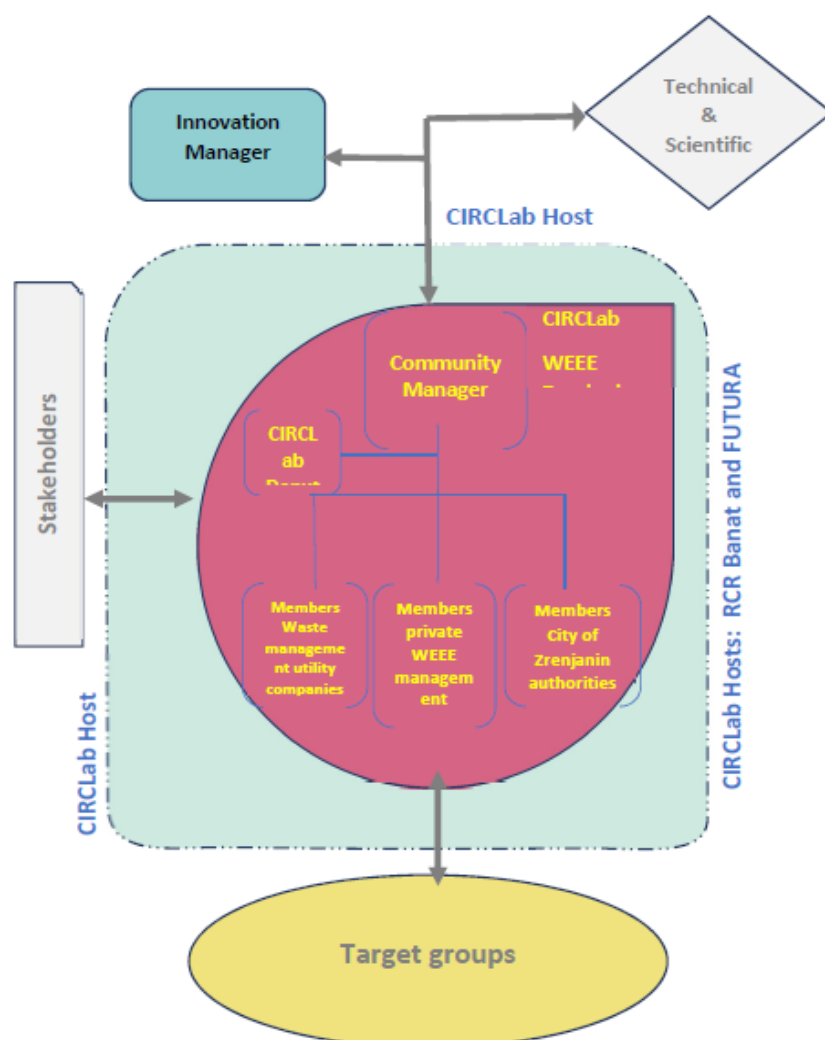 Technical
&
Scientific
Innovation
Manager
CIRCLab Host
Stakeholders
CIRCLab
WEEE
Community
Manager
CIRCL
ab
Members
Waste
manageme
nt utility
companies
Members
private
WEEE
managem
ent
Members
City of
Zrenjanin
authorities
CIRCLab Host
CIRCLab Hosts: RCR Banat and FUTURA
Target groups